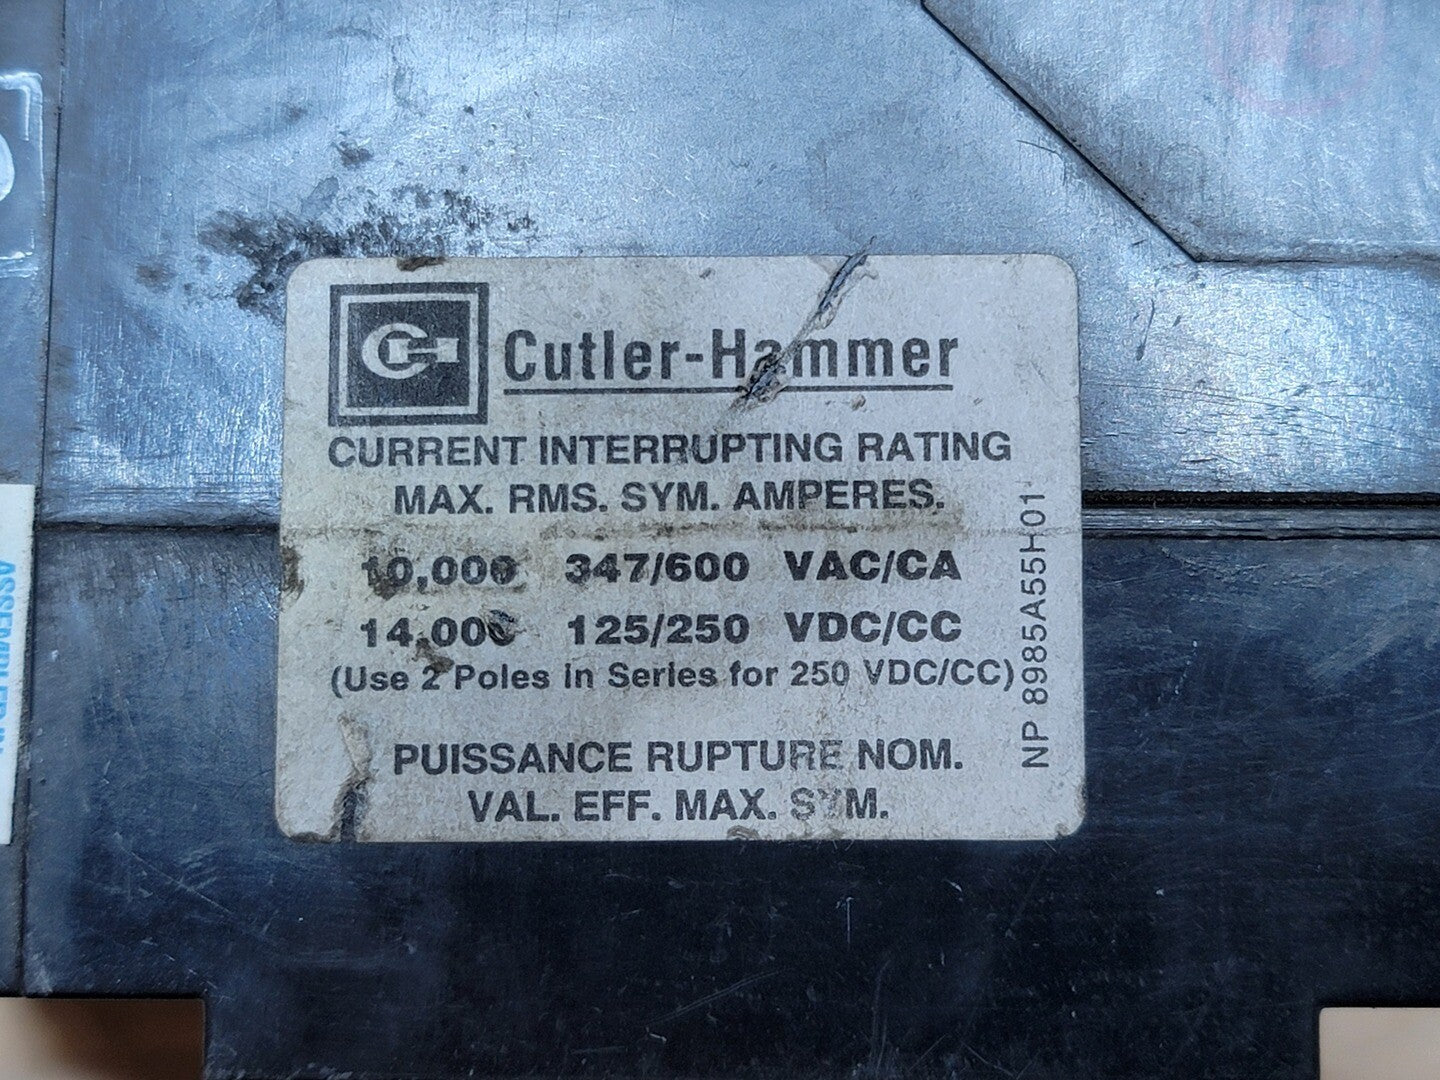 Cutler-Hammer
CURRENT INTERRUPTING RATING
MAX. RMS. SYM. AMPERES.
10,000 347/600 VAC/CA
14,000 125/250 VDC/CC
(Use 2 Poles in Series for 250 VDC/CC)
PUISSANCE RUPTURE NOM.
VAL. EFF. MAX. SYM.
NP 8985A55H01
ASSEMBLED IN